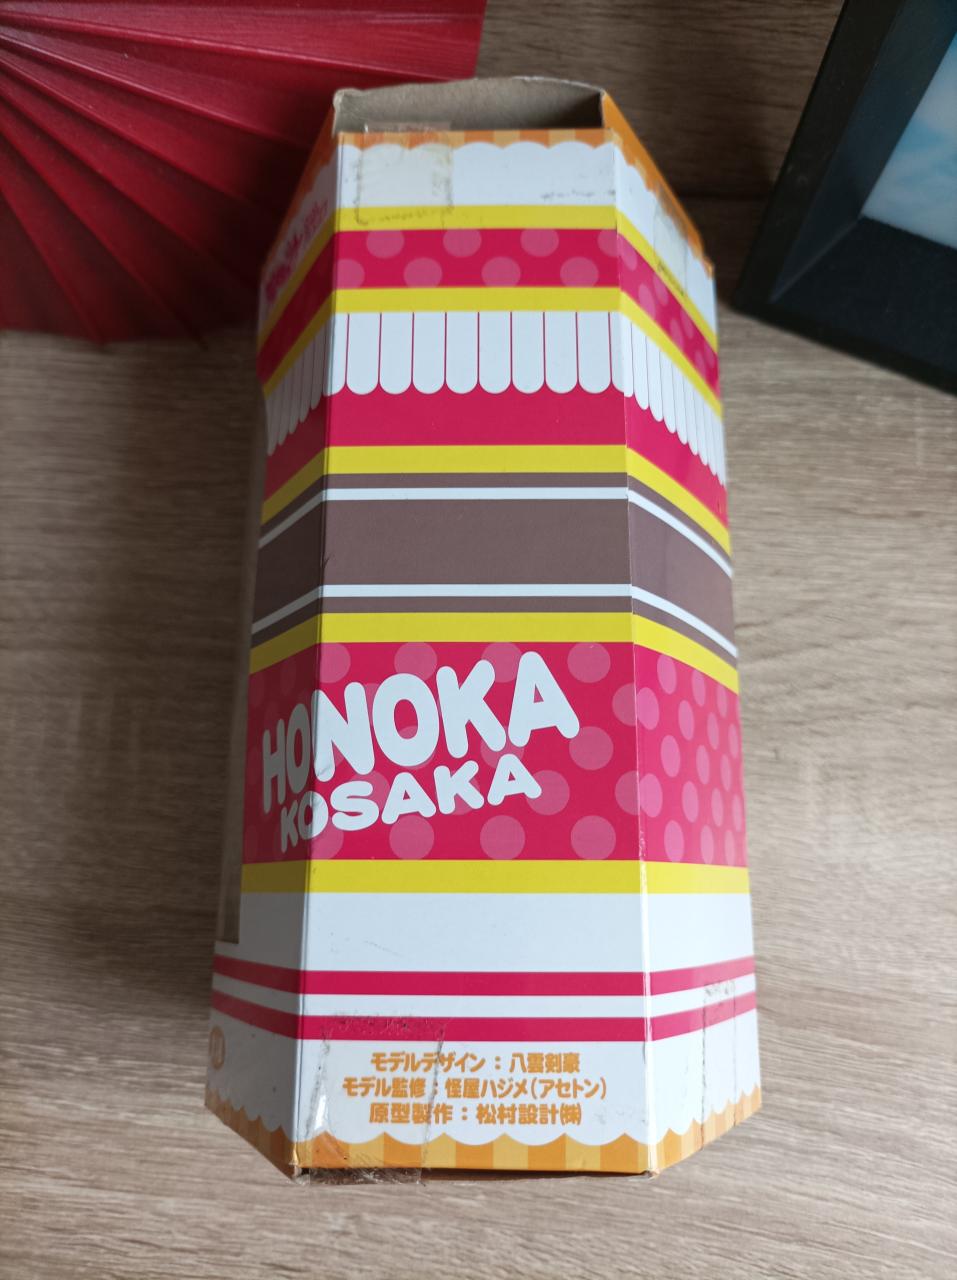 HONOKA
KOSAKA
モデルデザイン：八雲剣豪
モデル監修：怪屋ハジメ（アセトン）
原型製作：松村設計㈱